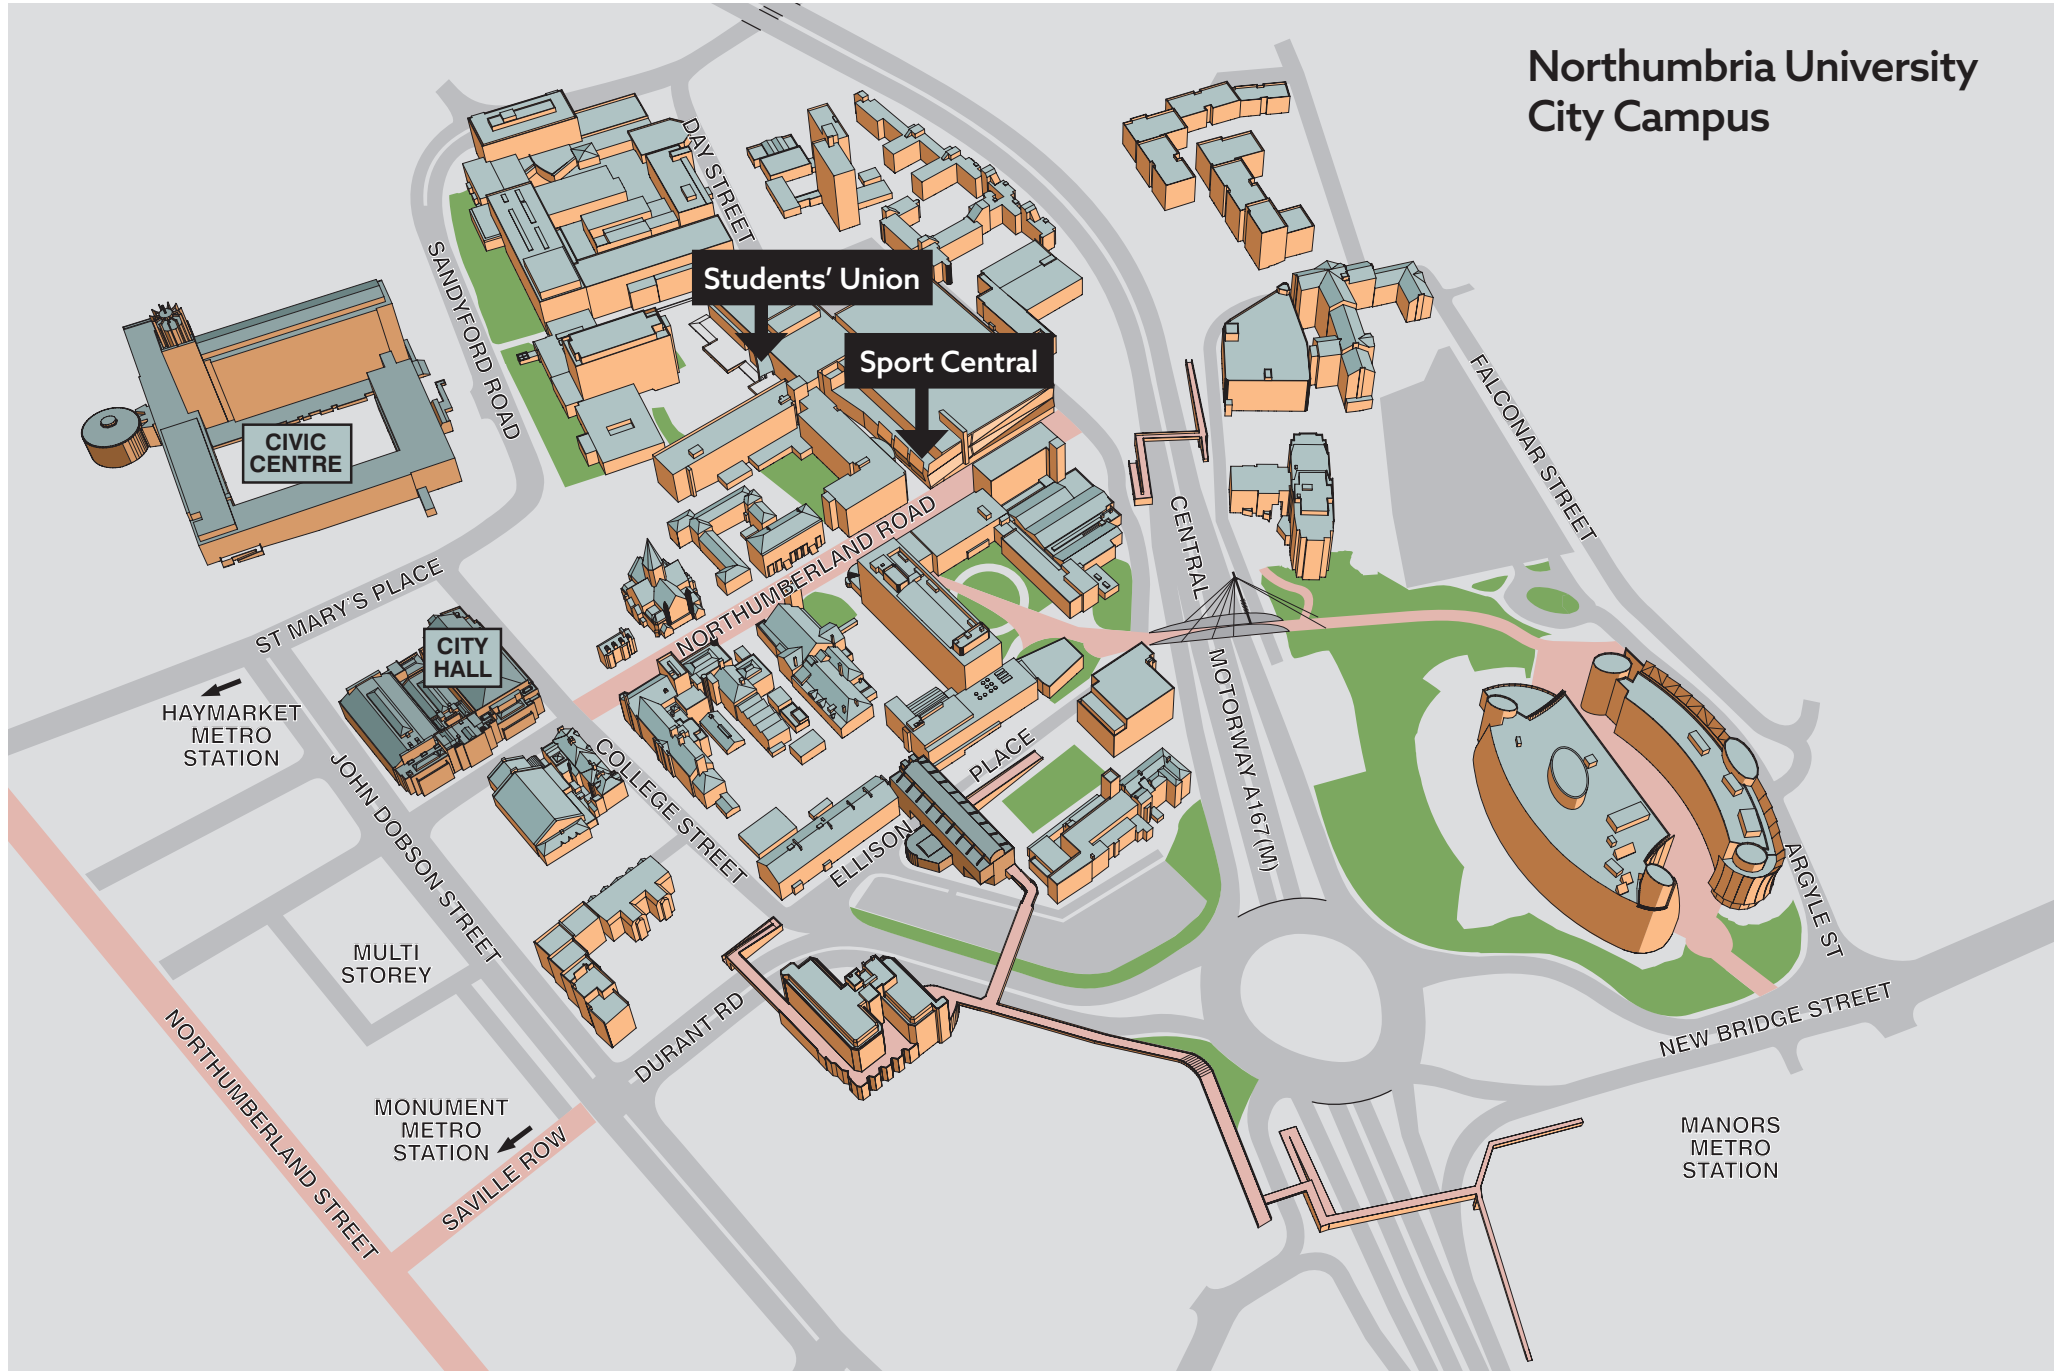 Northumbria University
City Campus
DAY STREET
SANDYFORD ROAD
Students’ Union
Sport Central
CIVIC
CENTRE
FALCONAR STREET
NORTHUMBERLAND ROAD
CENTRAL
MOTORWAY A167(M)
ST MARY’S PLACE
CITY
HALL
HAYMARKET
METRO
STATION
JOHN DOBSON STREET
COLLEGE STREET
ELLISON
PLACE
ARGYLE ST
MULTI
STOREY
DURANT RD
NEW BRIDGE STREET
NORTHUMBERLAND STREET
MONUMENT
METRO
STATION
SAVILLE ROW
MANORS
METRO
STATION